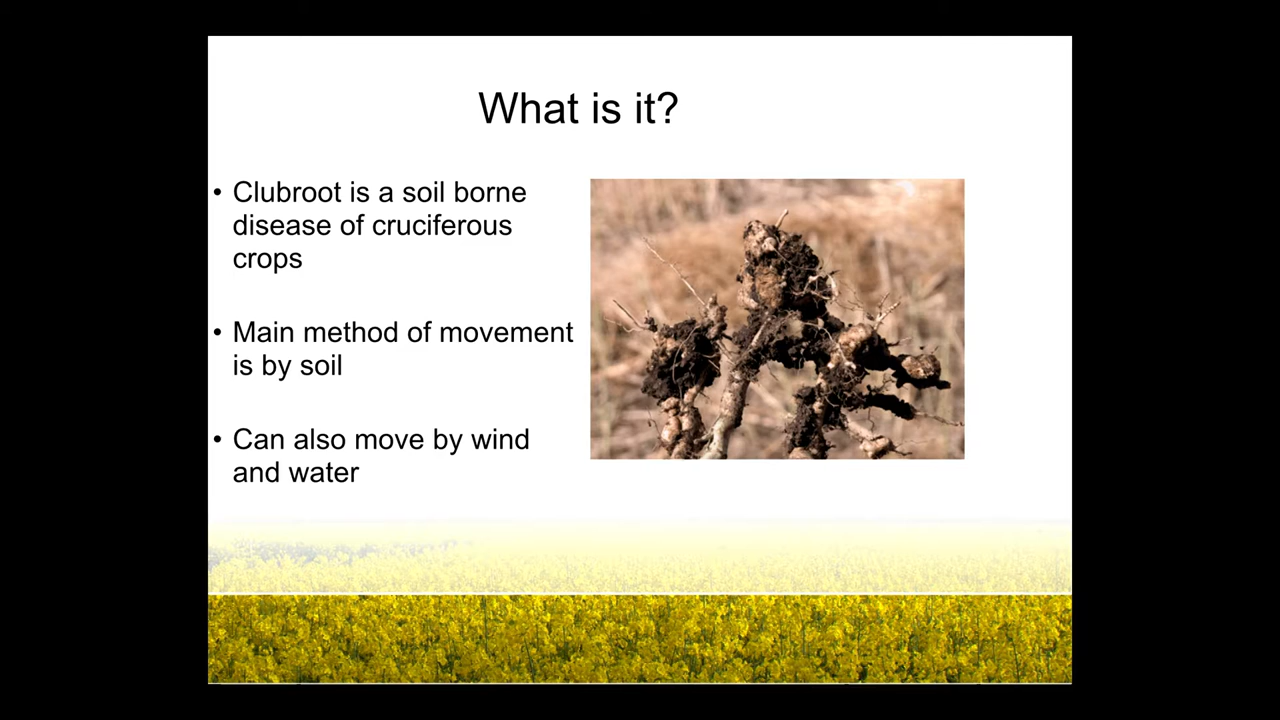 What is it?
• Clubroot is a soil borne
disease of cruciferous
crops
• Main method of movement
is by soil
• Can also move by wind
and water